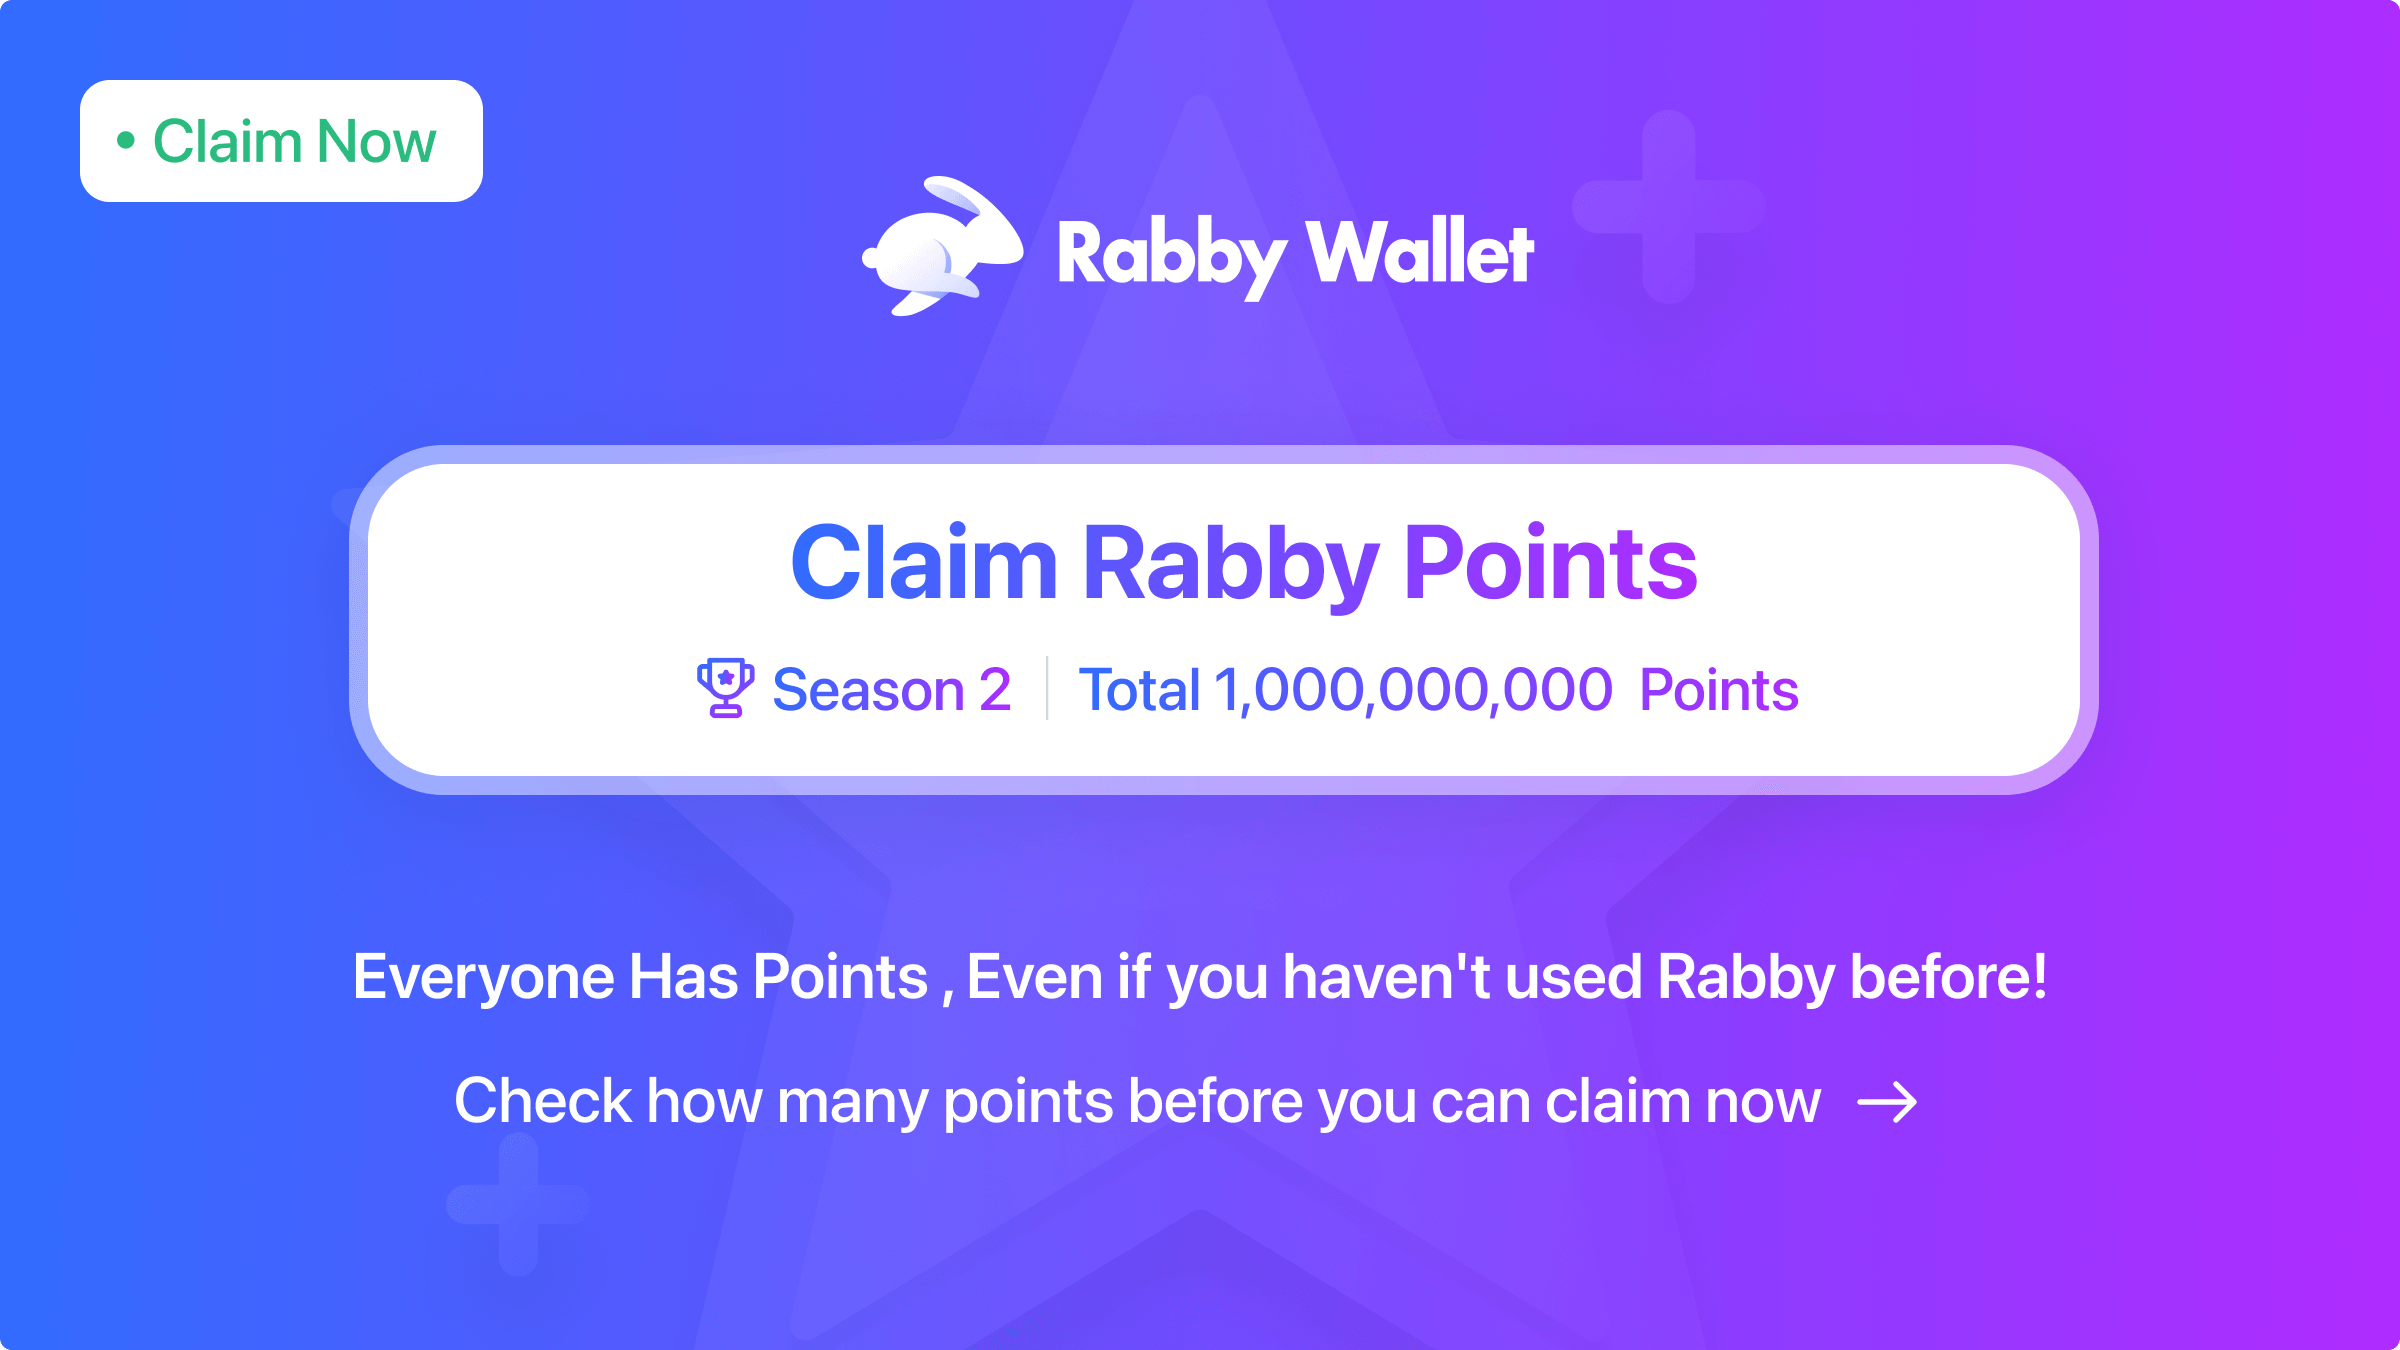 • Claim Now
Rabby Wallet
Claim Rabby Points
Season 2 | Total 1,000,000,000 Points
Everyone Has Points , Even if you haven't used Rabby before!
Check how many points before you can claim now →